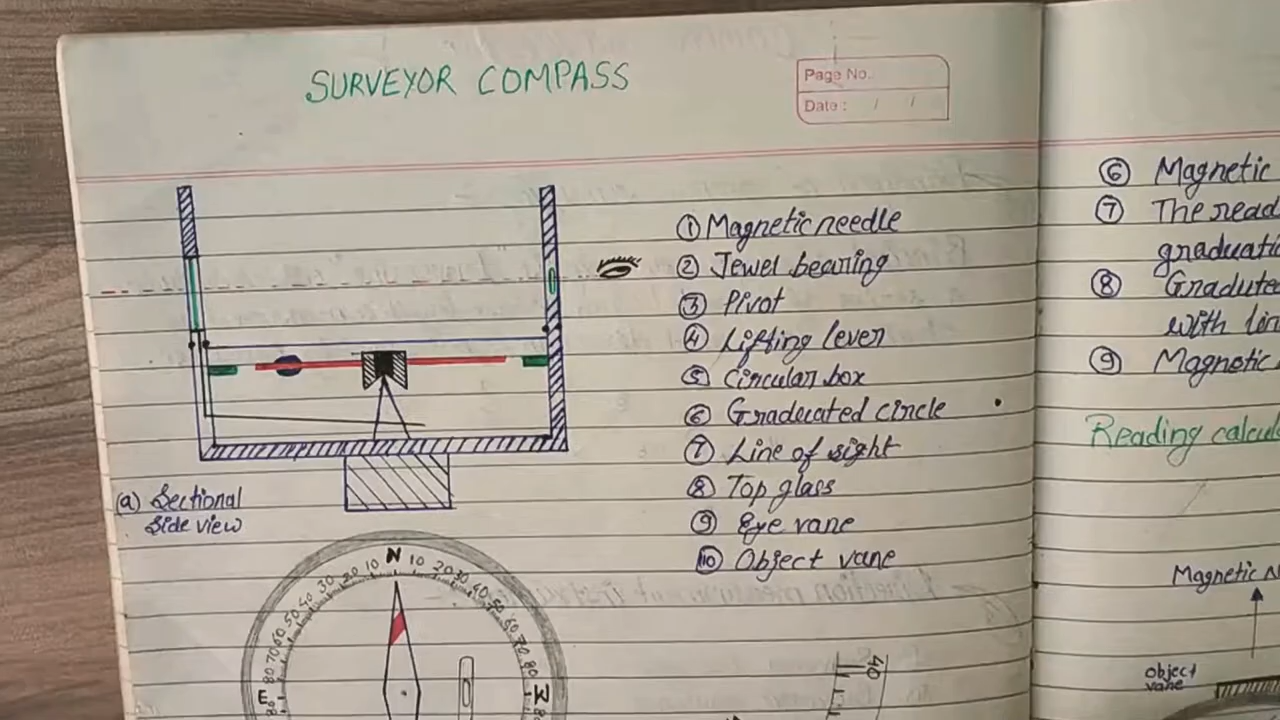 SURVEYOR COMPASS
Page No.
Date : / /
① Magnetic needle
② Jewel bearing
③ Pivot
④ Lifting lever
⑤ Circular box
⑥ Graduated circle
⑦ Line of sight
⑧ Top glass
⑨ Eye vane
⑩ Object vane
(a) Sectional
Side view
N
10 20 30 40 50 60 70 80
10 20 30 40 50 60 70 80
E
W
40
⑥ Magnetic
⑦ The read
graduati
⑧ Graduted
with lin
⑨ Magnetic
Reading calcul
Magnetic N
object
vane